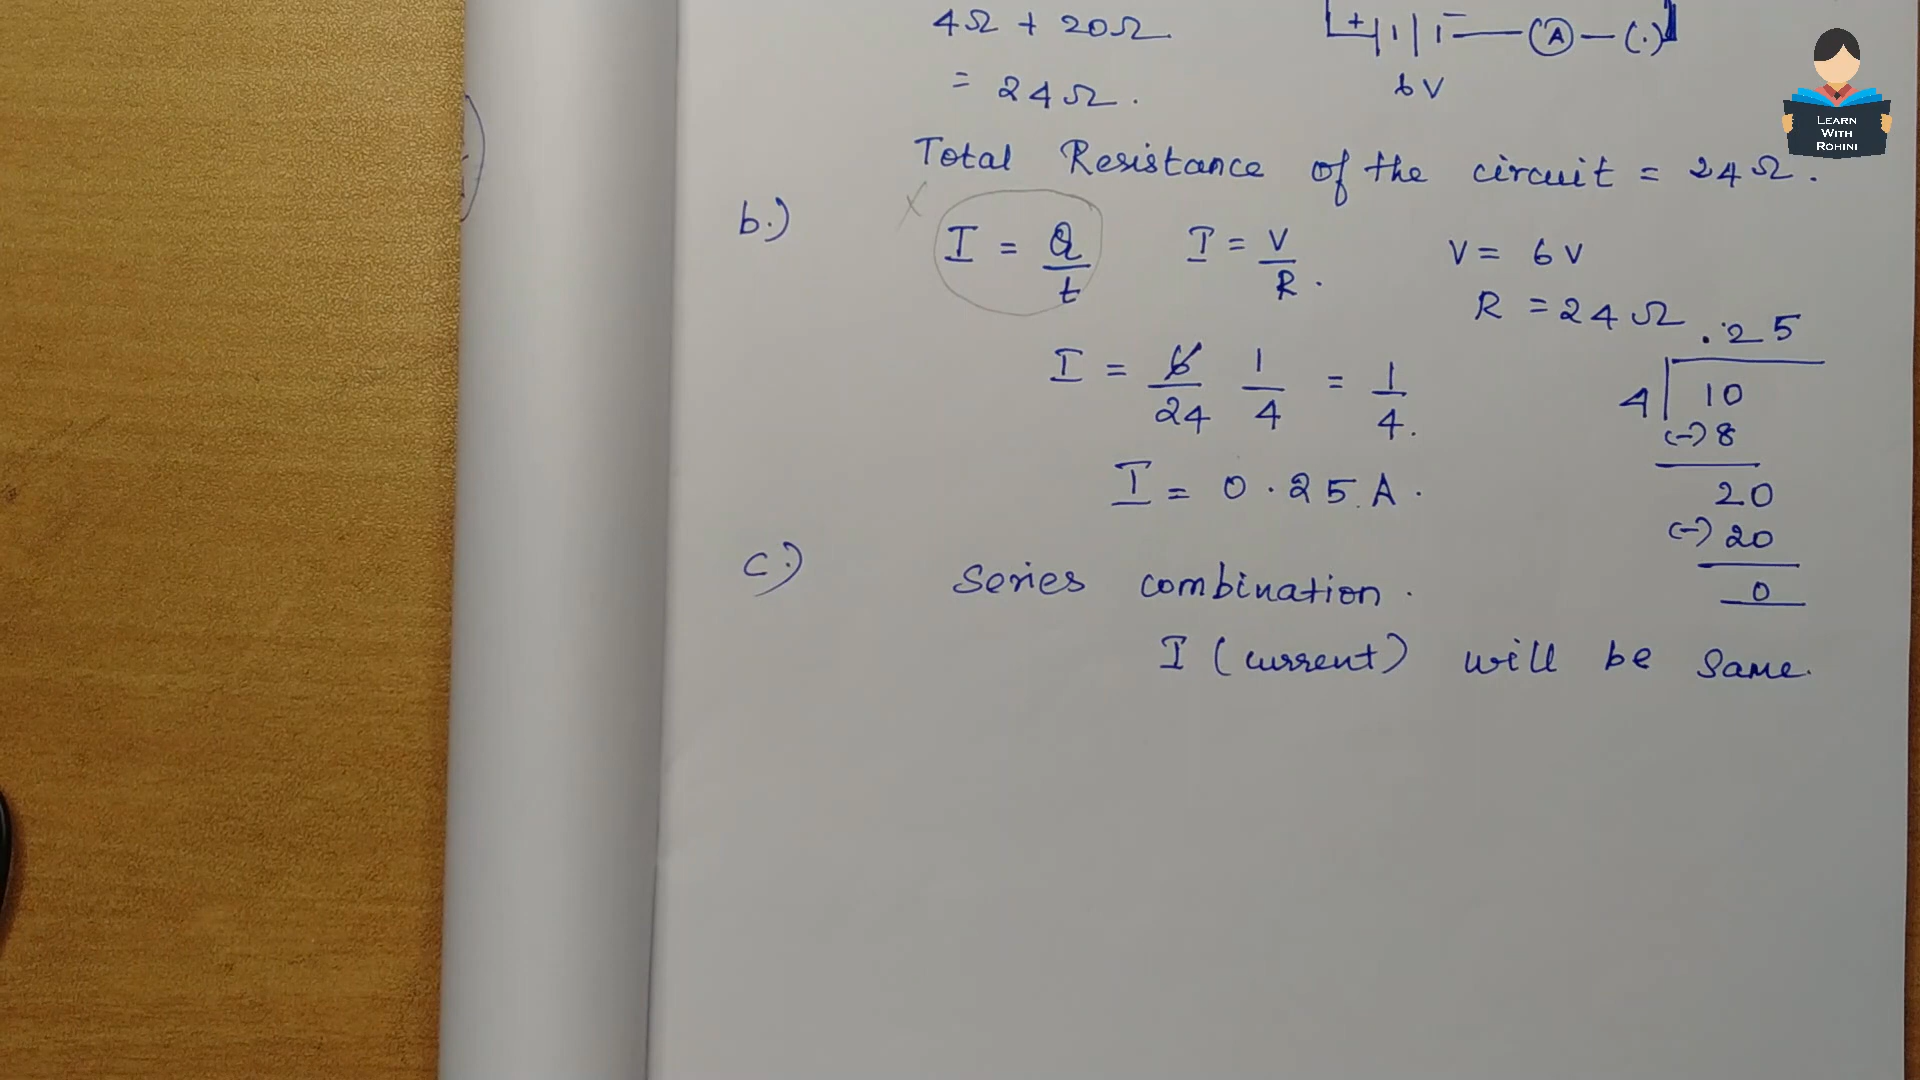 4Ω + 20Ω.
= 24Ω.
+
A
(.)
6V
LEARN
WITH
ROHINI
Total Resistance of the circuit = 24Ω.
b.)
x
I = Q/t
I = V/R.
V = 6V
R = 24Ω
I = 6/24 1/4 = 1/4.
I = 0.25 A.
.25
4 10
(-) 8
20
(-) 20
0
c.)
Series combination.
I (current) will be same.